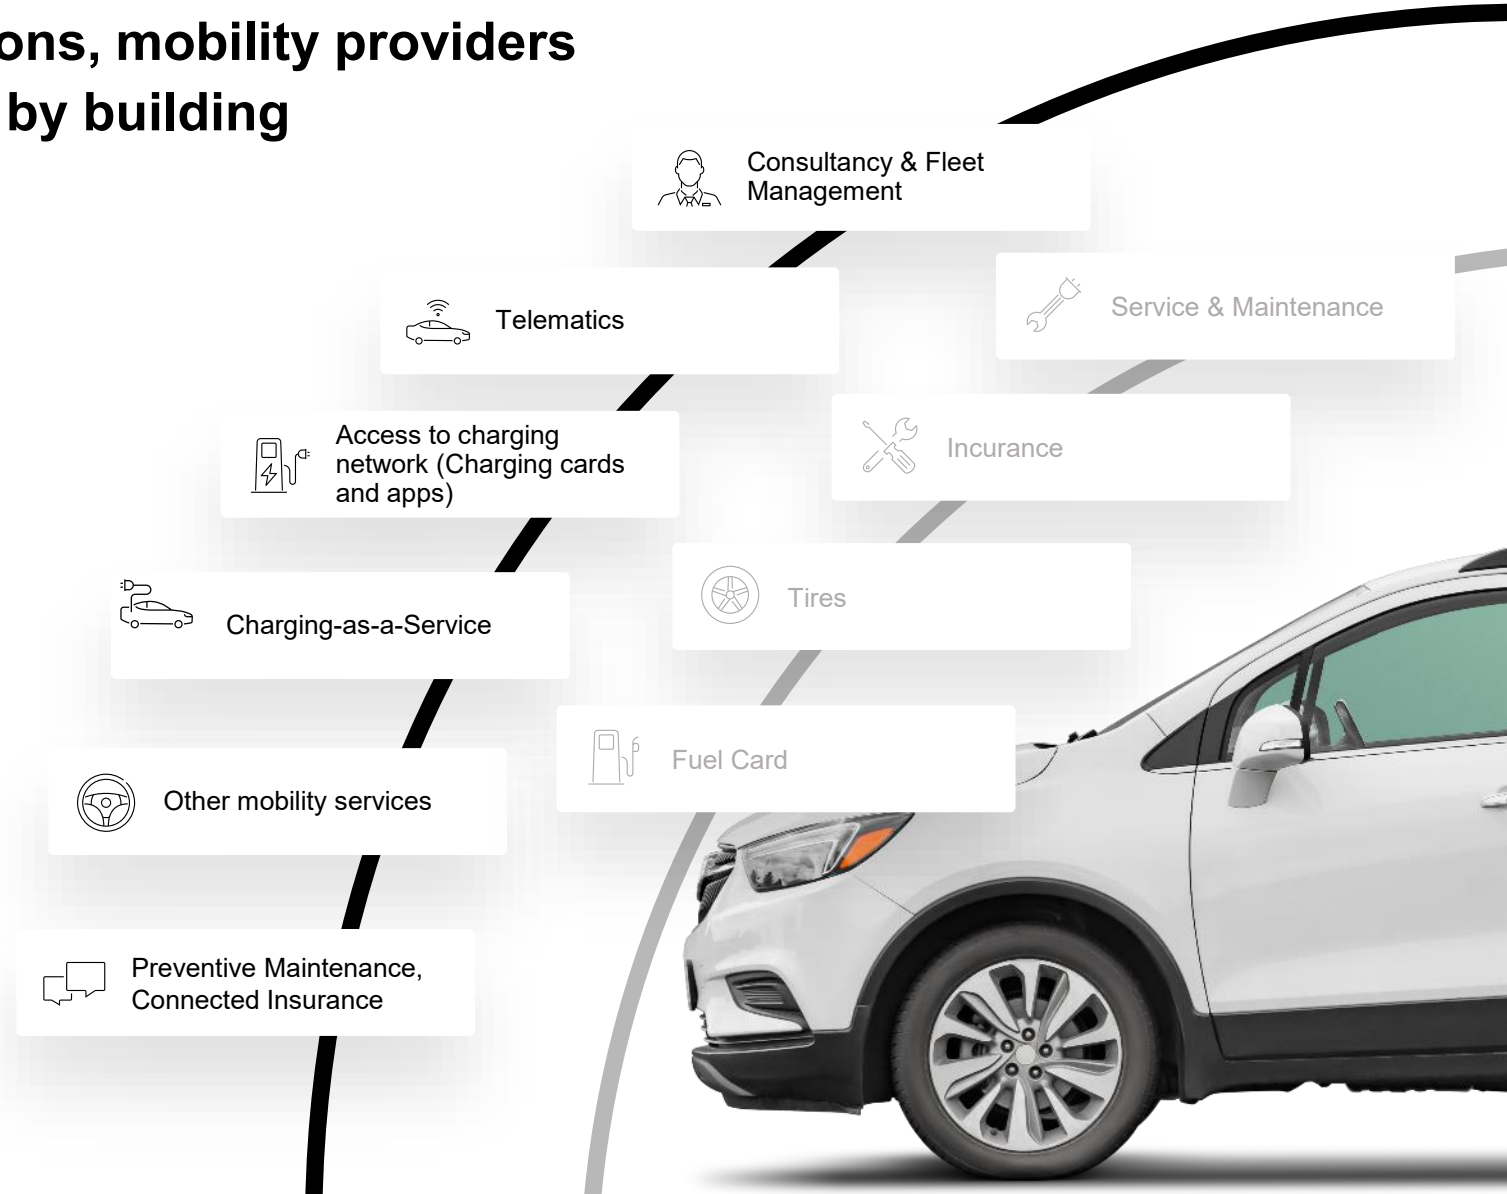 ons, mobility providers
by building
Consultancy & Fleet
Management
Service & Maintenance
Telematics
Access to charging
network (Charging cards
and apps)
Incurance
Charging-as-a-Service
Tires
Other mobility services
Fuel Card
Preventive Maintenance,
Connected Insurance